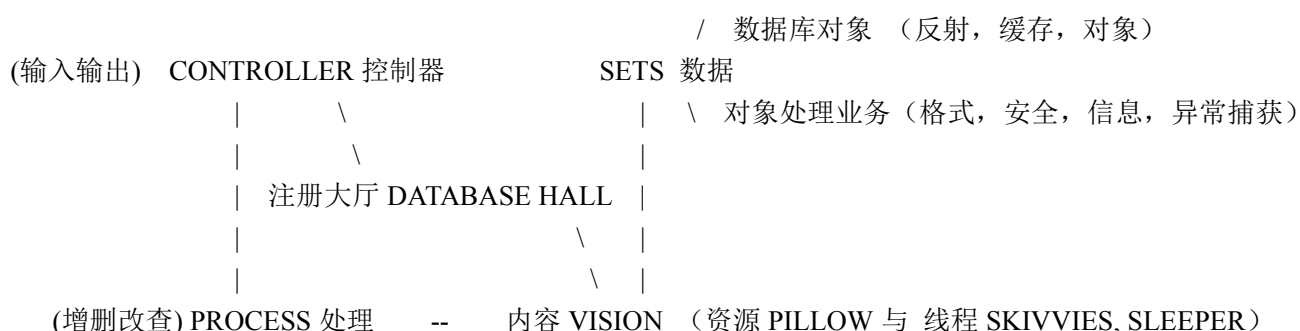 / 数据库对象 （反射，缓存，对象）
(输入输出) CONTROLLER 控制器 SETS 数据
| \ | \ 对象处理业务（格式，安全，信息，异常捕获）
| \ |
| 注册大厅 DATABASE HALL |
| \ |
| \ |
(增删改查) PROCESS 处理 -- 内容 VISION （资源 PILLOW 与 线程 SKIVVIES, SLEEPER）